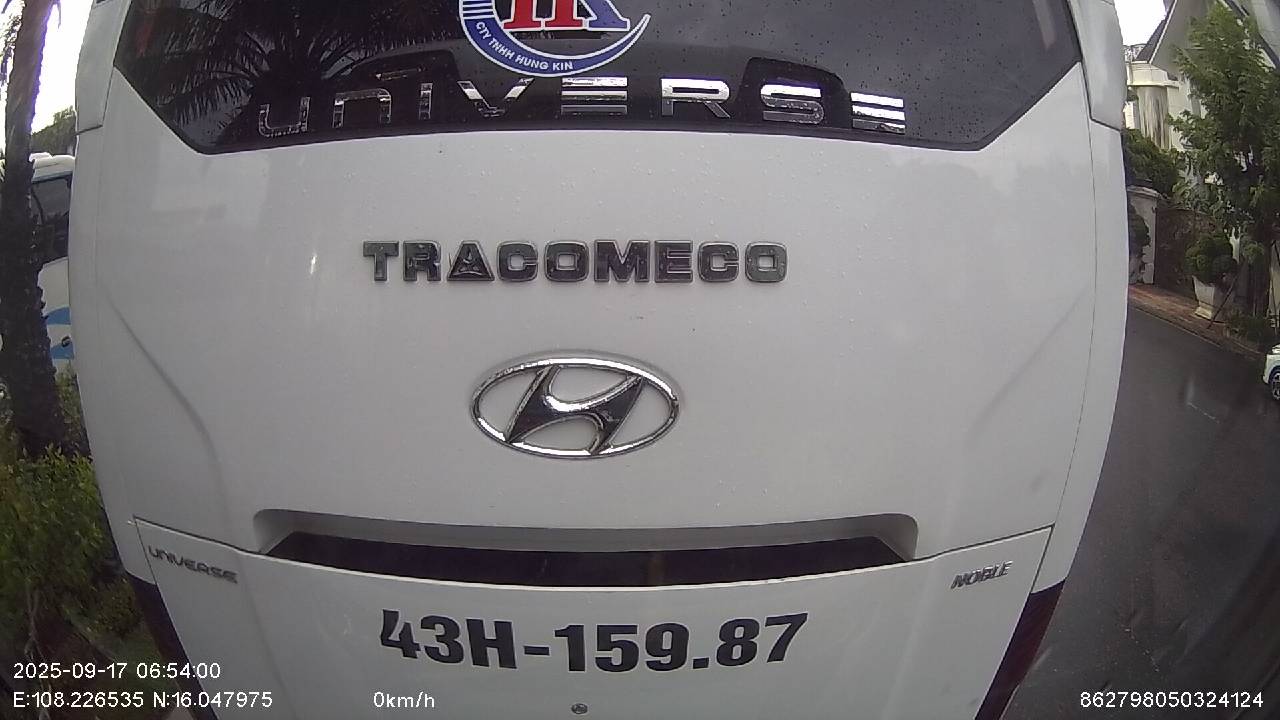 HK
CTY TNHH HUNG KIN
UNIVERSE
TRACOMECO
UNIVERSE
NOBLE
43H-159.87
2025-09-17 06:54:00
E:108.226535 N:16.047975 0km/h 862798050324124